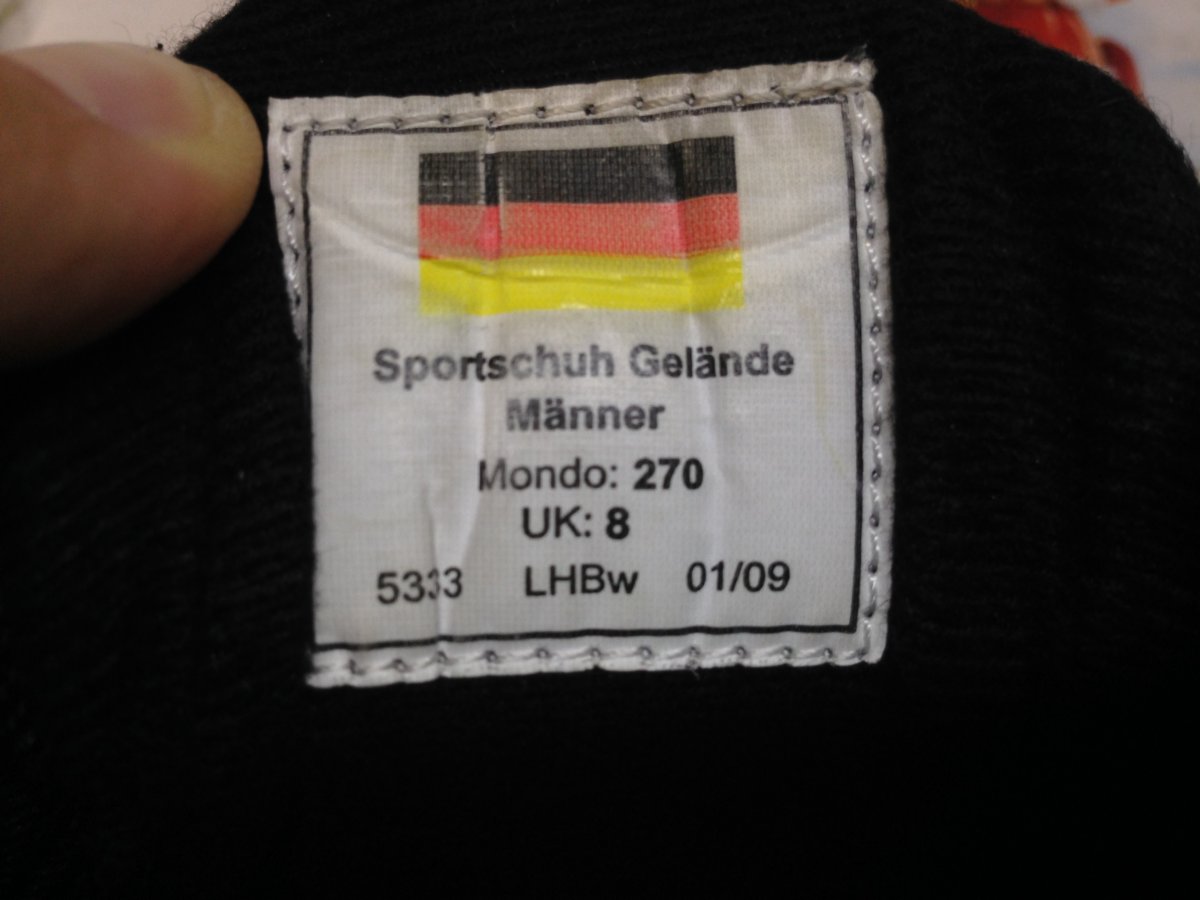 Sportschuh Gelände
Männer
Mondo: 270
UK: 8
5333 LHBw 01/09